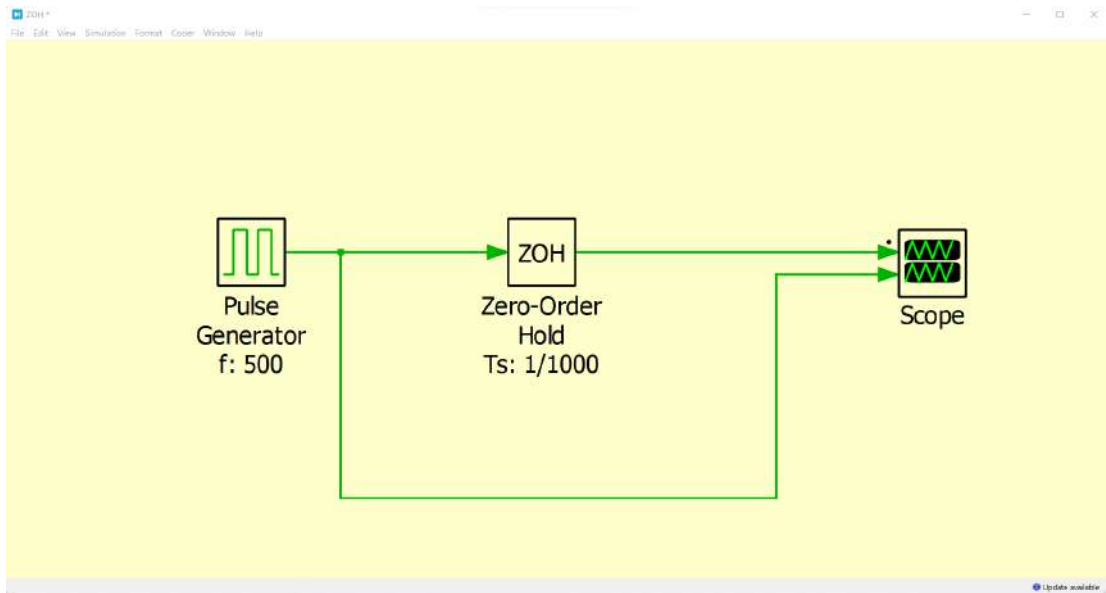 ZOH *
File Edit View Simulation Format Coder Window Help
ZOH
Pulse
Generator
f: 500
Zero-Order
Hold
Ts: 1/1000
Scope
Update available